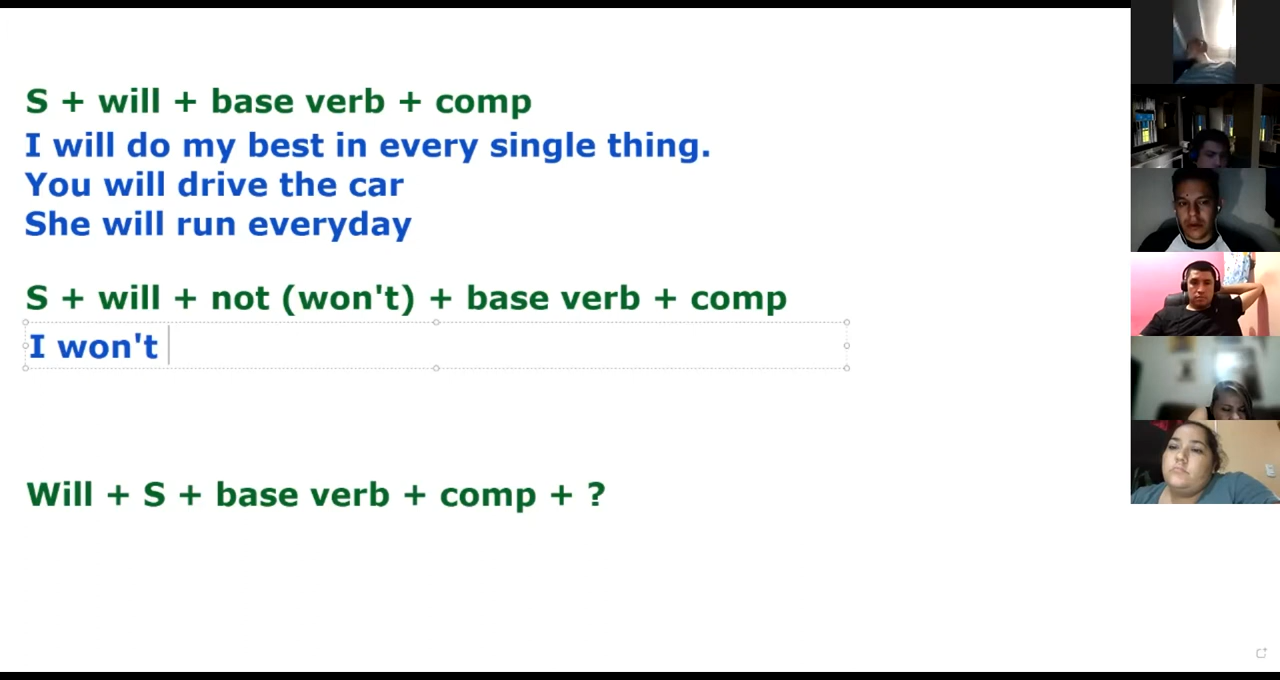 S + will + base verb + comp
I will do my best in every single thing.
You will drive the car
She will run everyday
S + will + not (won't) + base verb + comp
I won't
Will + S + base verb + comp + ?